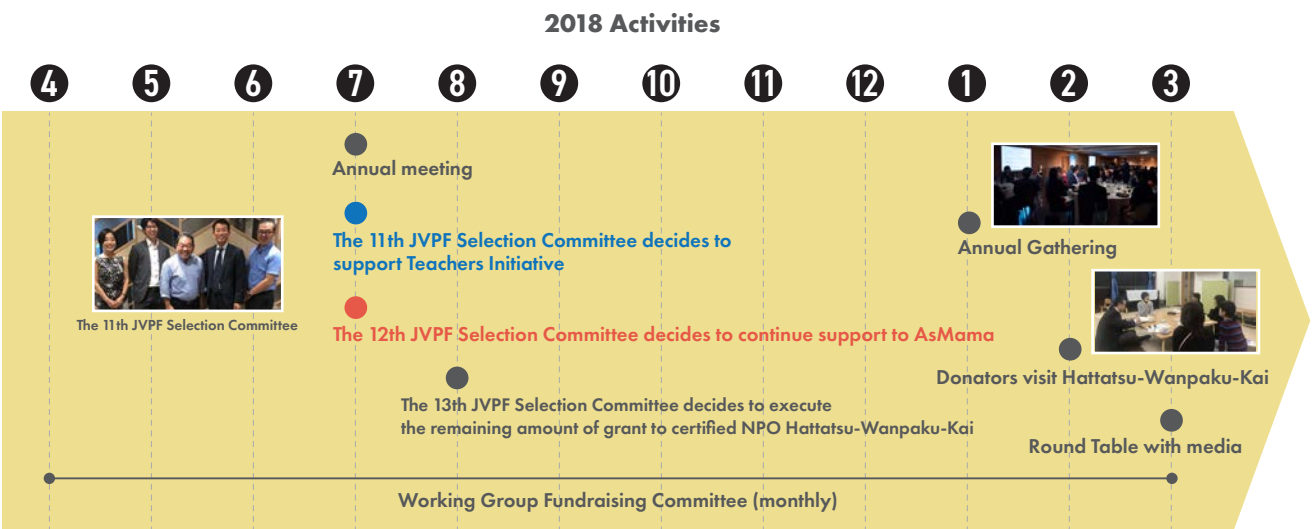 2018 Activities
4 5 6 7 8 9 10 11 12 1 2 3
Annual meeting
The 11th JVPF Selection Committee decides to
support Teachers Initiative
The 11th JVPF Selection Committee
Annual Gathering
The 12th JVPF Selection Committee decides to continue support to AsMama
Donators visit Hattatsu-Wanpaku-Kai
The 13th JVPF Selection Committee decides to execute
the remaining amount of grant to certified NPO Hattatsu-Wanpaku-Kai
Round Table with media
Working Group Fundraising Committee (monthly)